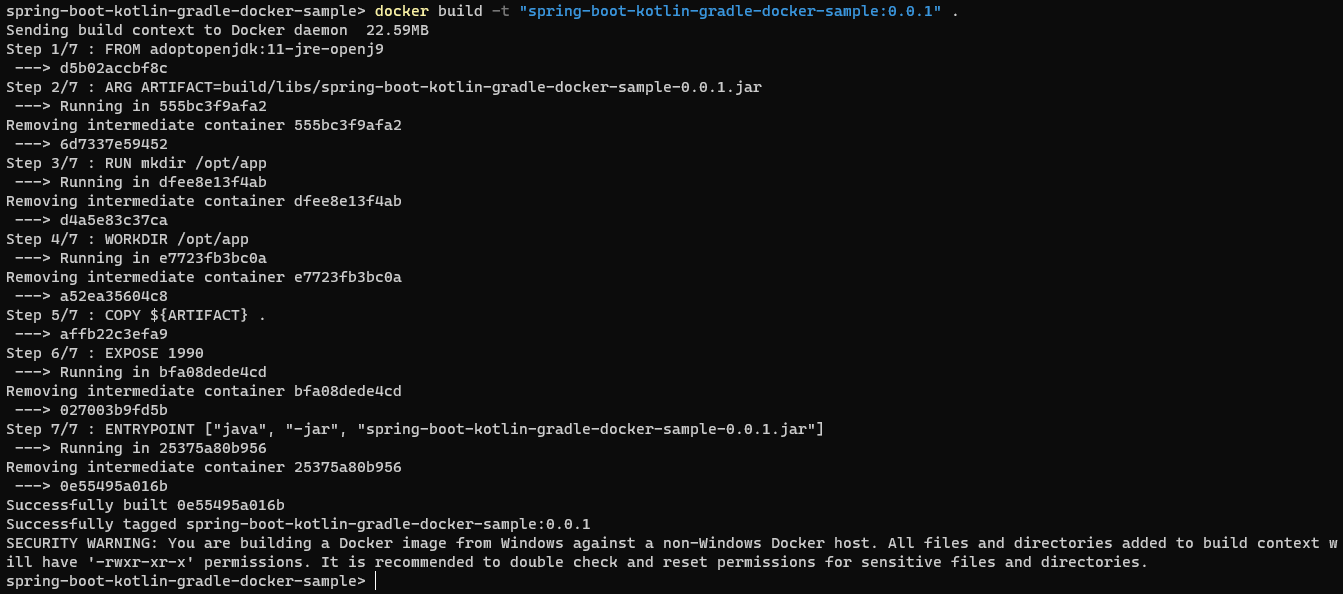 spring-boot-kotlin-gradle-docker-sample> docker build -t "spring-boot-kotlin-gradle-docker-sample:0.0.1" .
Sending build context to Docker daemon  22.59MB
Step 1/7 : FROM adoptopenjdk:11-jre-openj9
 ---> d5b02accbf8c
Step 2/7 : ARG ARTIFACT=build/libs/spring-boot-kotlin-gradle-docker-sample-0.0.1.jar
 ---> Running in 555bc3f9afa2
Removing intermediate container 555bc3f9afa2
 ---> 6d7337e59452
Step 3/7 : RUN mkdir /opt/app
 ---> Running in dfee8e13f4ab
Removing intermediate container dfee8e13f4ab
 ---> d4a5e83c37ca
Step 4/7 : WORKDIR /opt/app
 ---> Running in e7723fb3bc0a
Removing intermediate container e7723fb3bc0a
 ---> a52ea35604c8
Step 5/7 : COPY ${ARTIFACT} .
 ---> affb22c3efa9
Step 6/7 : EXPOSE 1990
 ---> Running in bfa08dede4cd
Removing intermediate container bfa08dede4cd
 ---> 027003b9fd5b
Step 7/7 : ENTRYPOINT ["java", "-jar", "spring-boot-kotlin-gradle-docker-sample-0.0.1.jar"]
 ---> Running in 25375a80b956
Removing intermediate container 25375a80b956
 ---> 0e55495a016b
Successfully built 0e55495a016b
Successfully tagged spring-boot-kotlin-gradle-docker-sample:0.0.1
SECURITY WARNING: You are building a Docker image from Windows against a non-Windows Docker host. All files and directories added to build context w
ill have '-rwxr-xr-x' permissions. It is recommended to double check and reset permissions for sensitive files and directories.
spring-boot-kotlin-gradle-docker-sample>